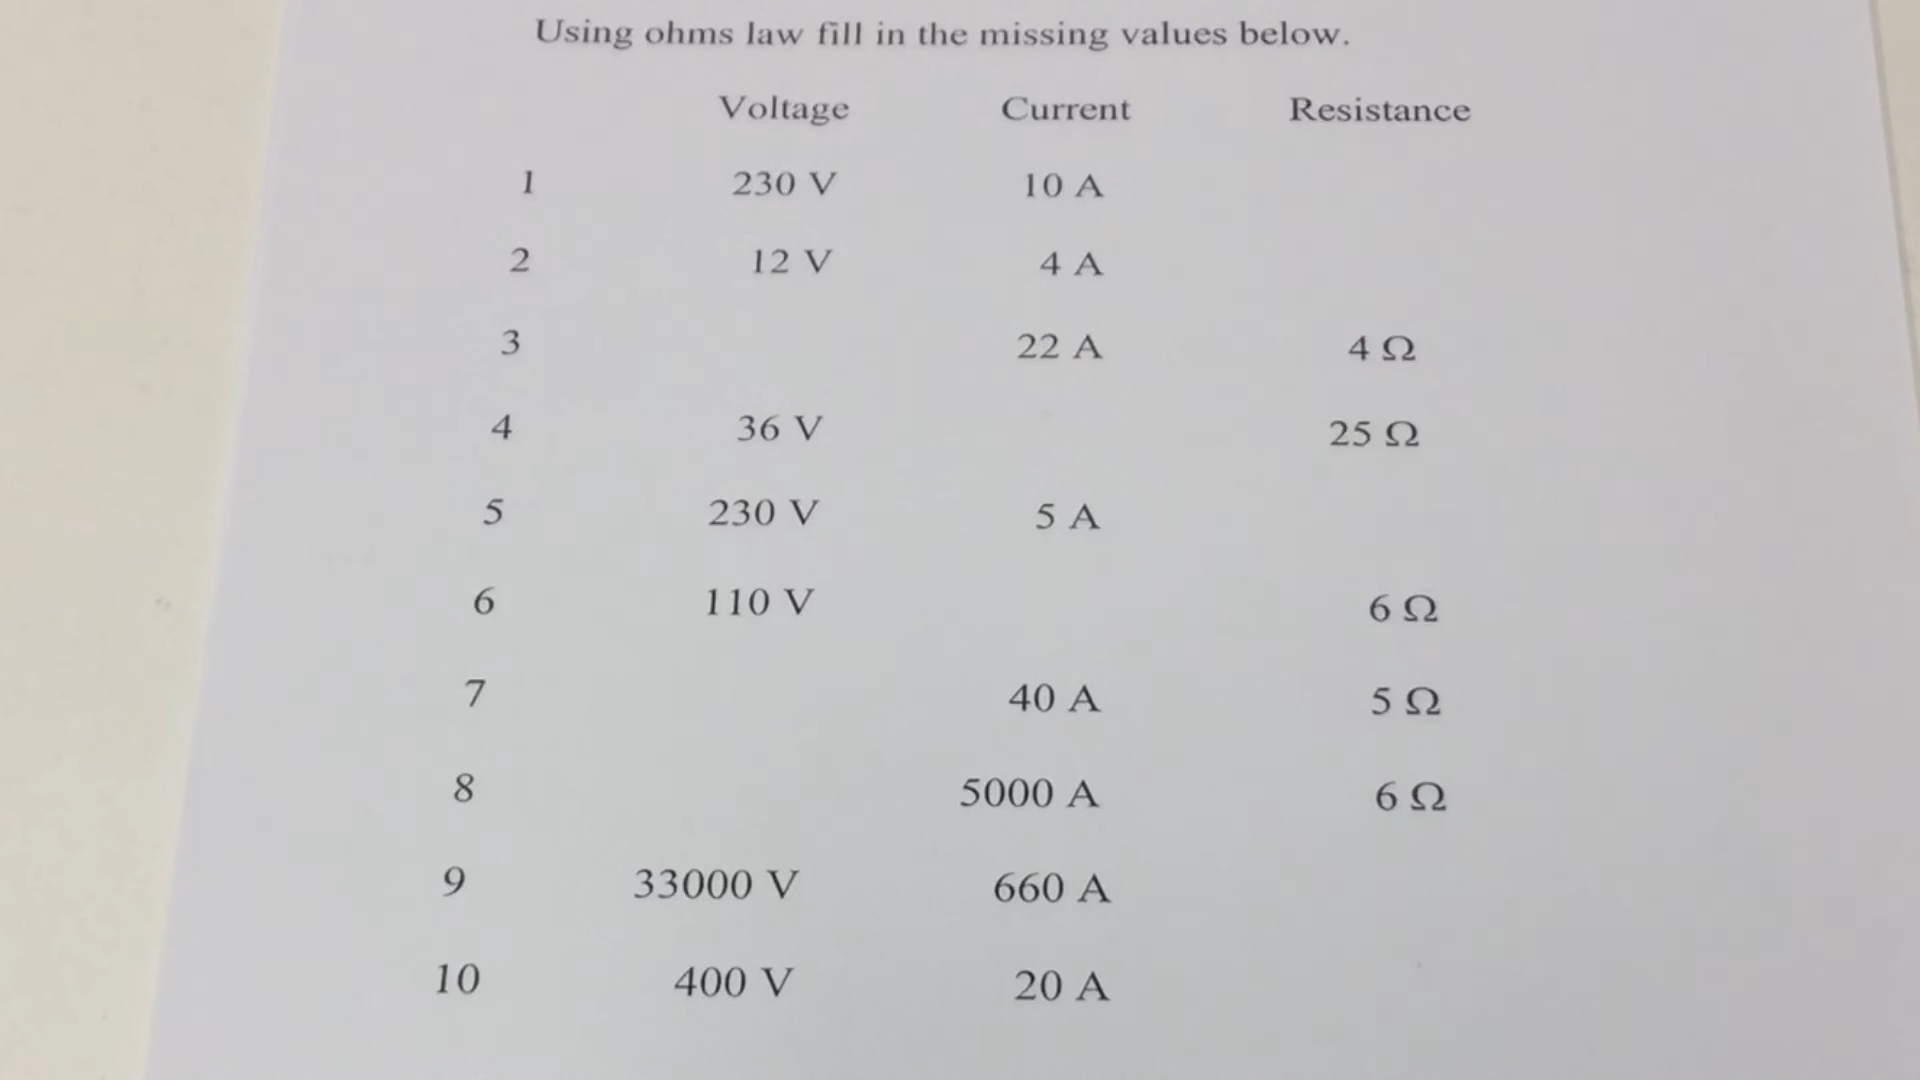 Using ohms law fill in the missing values below.
Voltage Current Resistance
1 230 V 10 A
2 12 V 4 A
3 22 A 4 Ω
4 36 V 25 Ω
5 230 V 5 A
6 110 V 6 Ω
7 40 A 5 Ω
8 5000 A 6 Ω
9 33000 V 660 A
10 400 V 20 A